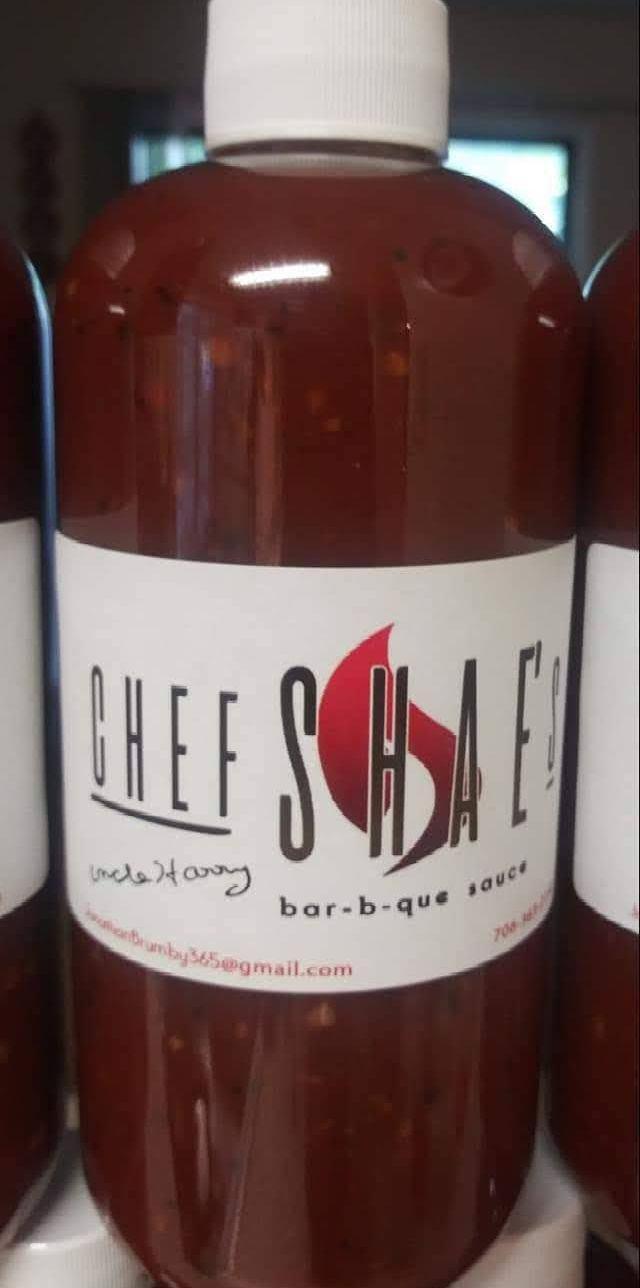 CHEF SHAE's
uncle Harry
bar-b-que sauce
JonathanBrumby365@gmail.com